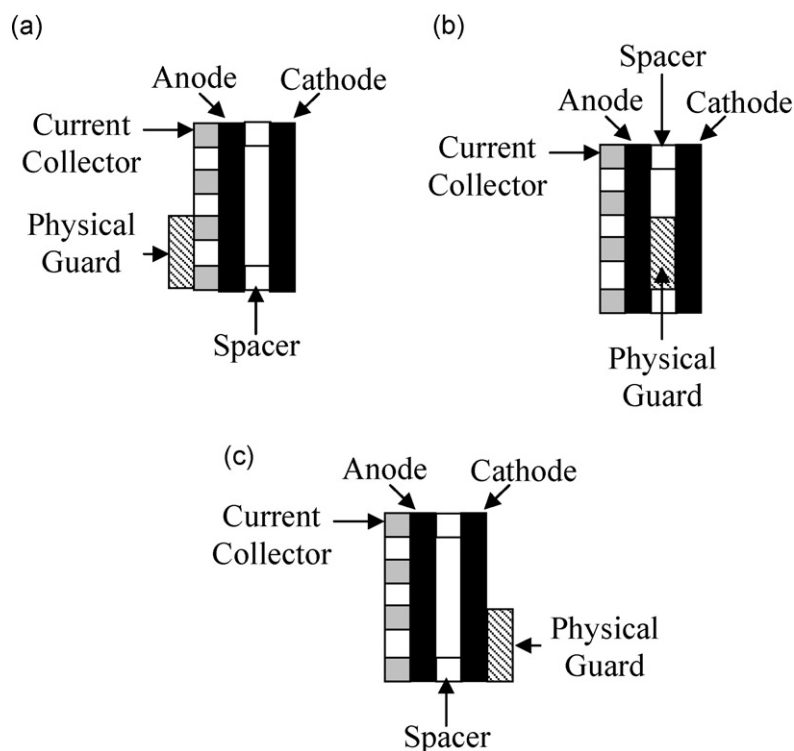 (a)
Anode
Cathode
Current
Collector
Physical
Guard
Spacer
(b)
Spacer
Anode
Cathode
Current
Collector
Physical
Guard
(c)
Anode
Cathode
Current
Collector
Physical
Guard
Spacer